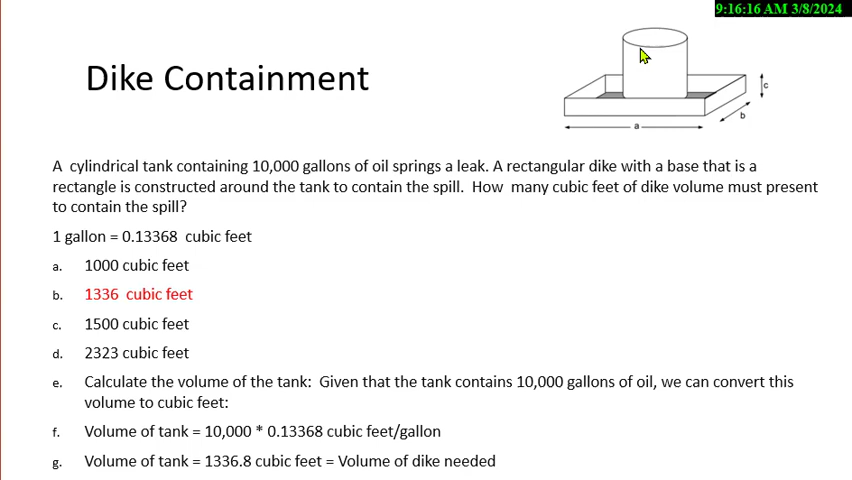 9:16:16 AM 3/8/2024
Dike Containment
c
b
a
A  cylindrical tank containing 10,000 gallons of oil springs a leak. A rectangular dike with a base that is a
rectangle is constructed around the tank to contain the spill.  How  many cubic feet of dike volume must present
to contain the spill?
1 gallon = 0.13368  cubic feet
a. 1000 cubic feet
b. 1336  cubic feet
c. 1500 cubic feet
d. 2323 cubic feet
e. Calculate the volume of the tank:  Given that the tank contains 10,000 gallons of oil, we can convert this
volume to cubic feet:
f. Volume of tank = 10,000 * 0.13368 cubic feet/gallon
g. Volume of tank = 1336.8 cubic feet = Volume of dike needed